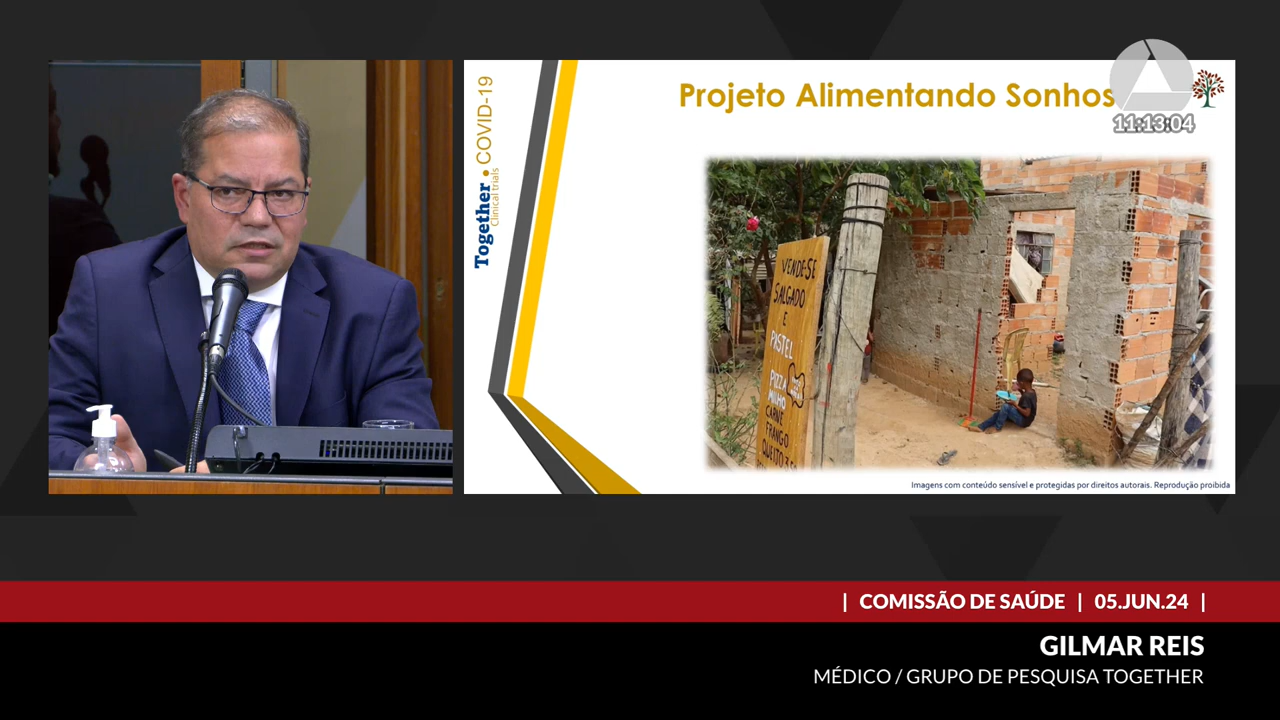 Together • COVID-19
Clinical trials
Projeto Alimentando Sonhos
11:13:04
VENDE-SE
SALGADO
E
PASTEL
PIZZA
MILHO
CARNE
FRANGO
QUEIJO
Imagens com conteúdo sensível e protegidas por direitos autorais. Reprodução proibida
| COMISSÃO DE SAÚDE | 05.JUN.24 |
GILMAR REIS
MÉDICO / GRUPO DE PESQUISA TOGETHER